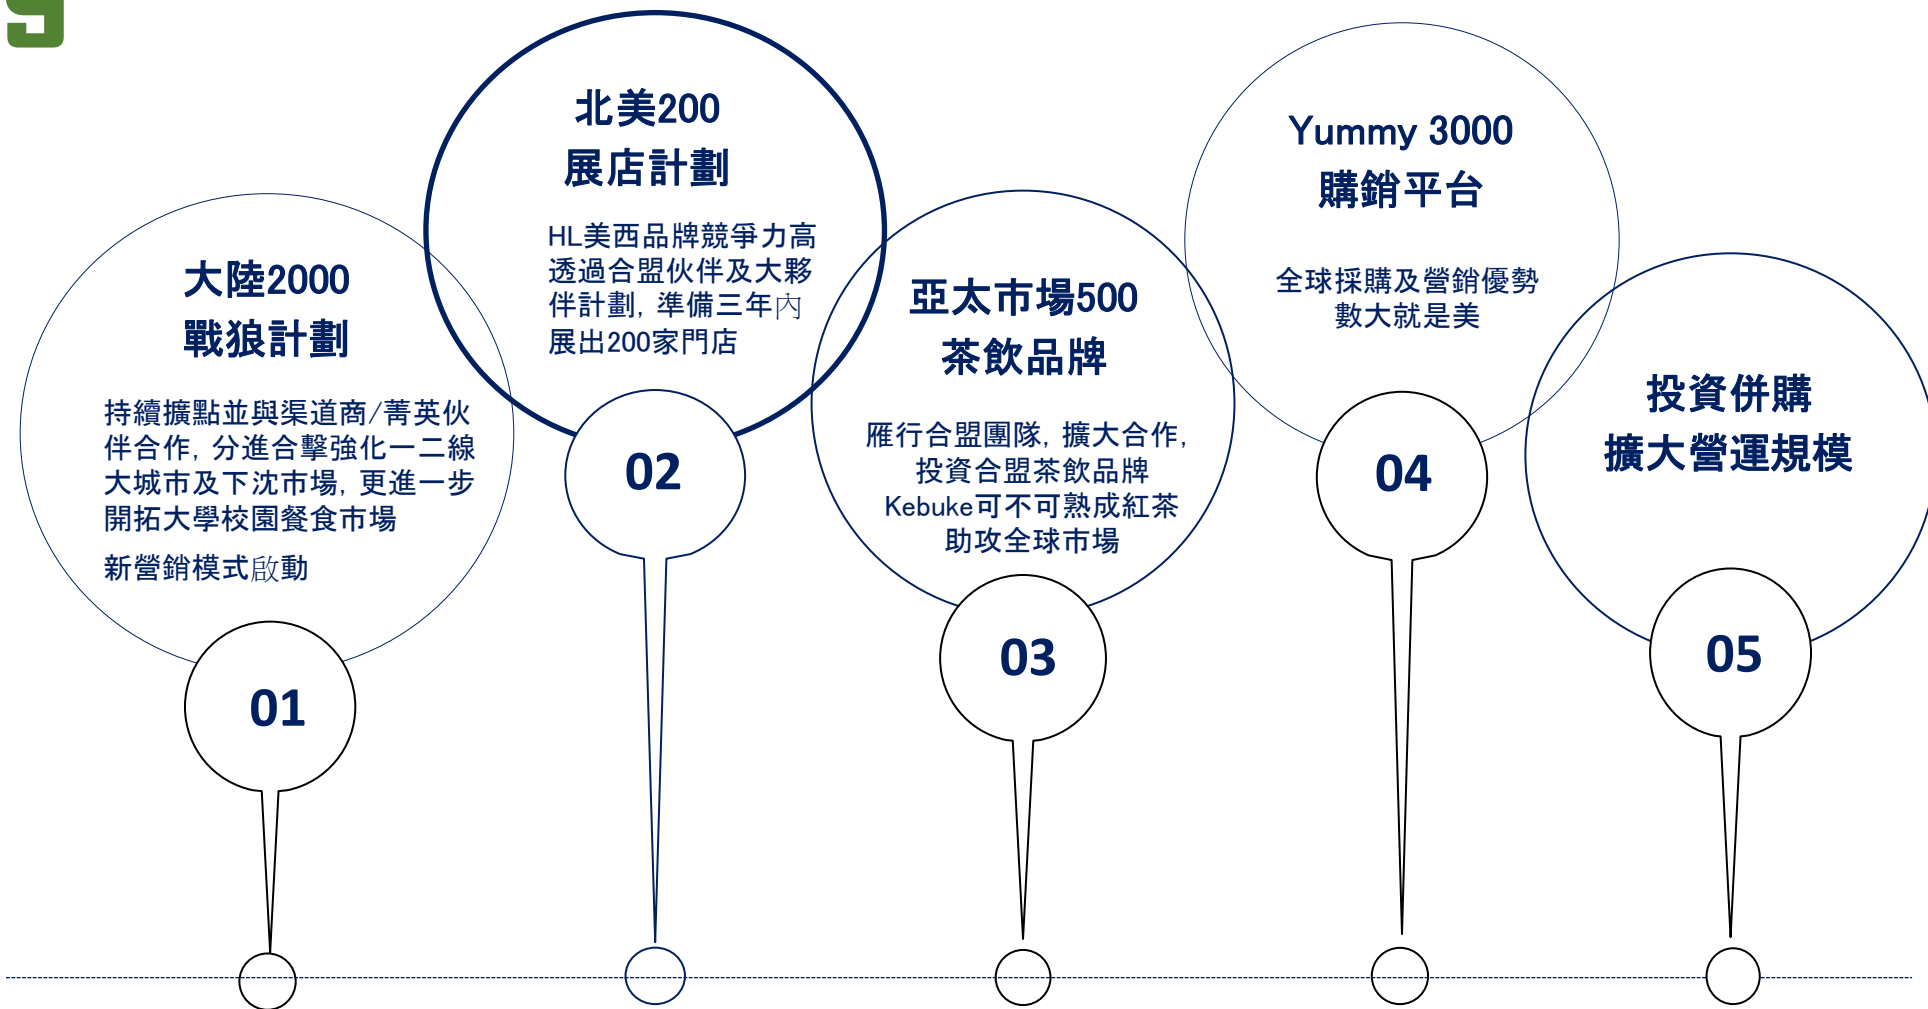 大陸2000
戰狼計劃
持續擴點並與渠道商/菁英伙
伴合作, 分進合擊強化一二線
大城市及下沈市場, 更進一步
開拓大學校園餐食市場
新營銷模式啟動
01
北美200
展店計劃
HL美西品牌競爭力高
透過合盟伙伴及大夥
伴計劃, 準備三年內
展出200家門店
02
亞太市場500
茶飲品牌
雁行合盟團隊, 擴大合作,
投資合盟茶飲品牌
Kebuke可不可熟成紅茶
助攻全球市場
03
Yummy 3000
購銷平台
全球採購及營銷優勢
數大就是美
04
投資併購
擴大營運規模
05